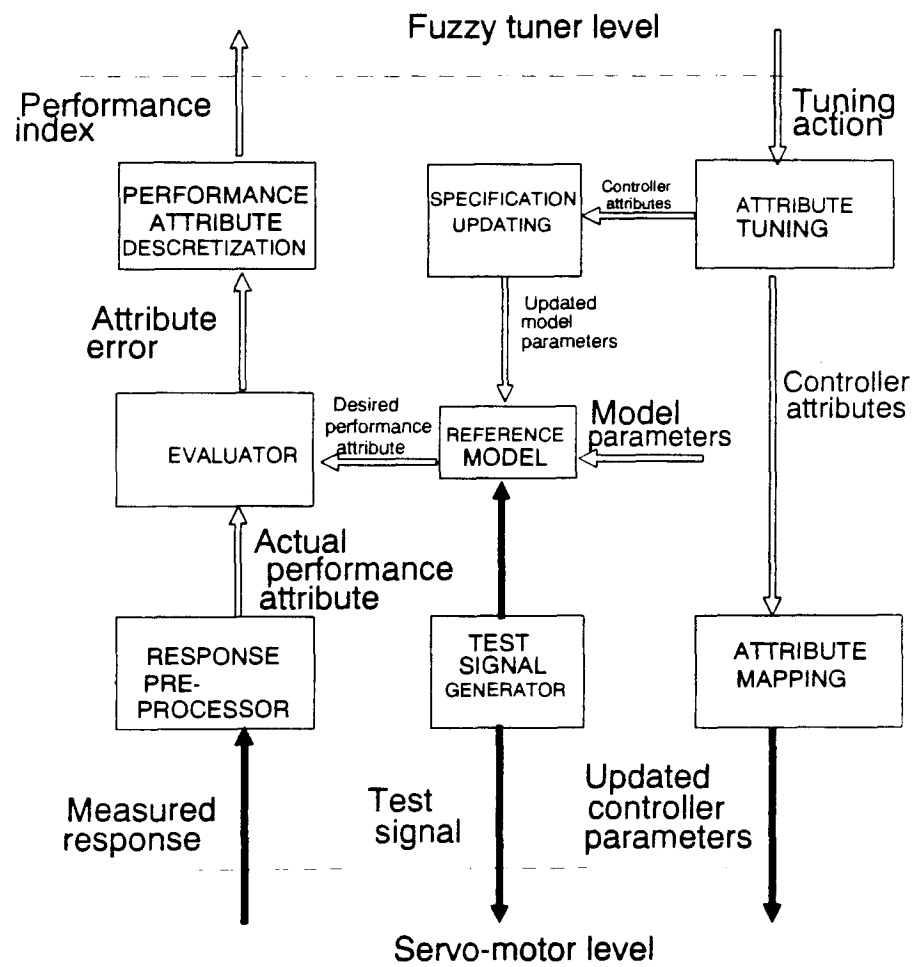 Fuzzy tuner level
Performance
index
Tuning
action
PERFORMANCE
ATTRIBUTE
DESCRETIZATION
SPECIFICATION
UPDATING
Controller
attributes
ATTRIBUTE
TUNING
Attribute
error
Updated
model
parameters
Controller
attributes
EVALUATOR
Desired
performance
attribute
REFERENCE
MODEL
Model
parameters
Actual
performance
attribute
RESPONSE
PRE-
PROCESSOR
TEST
SIGNAL
GENERATOR
ATTRIBUTE
MAPPING
Measured
response
Test
signal
Updated
controller
parameters
Servo-motor level